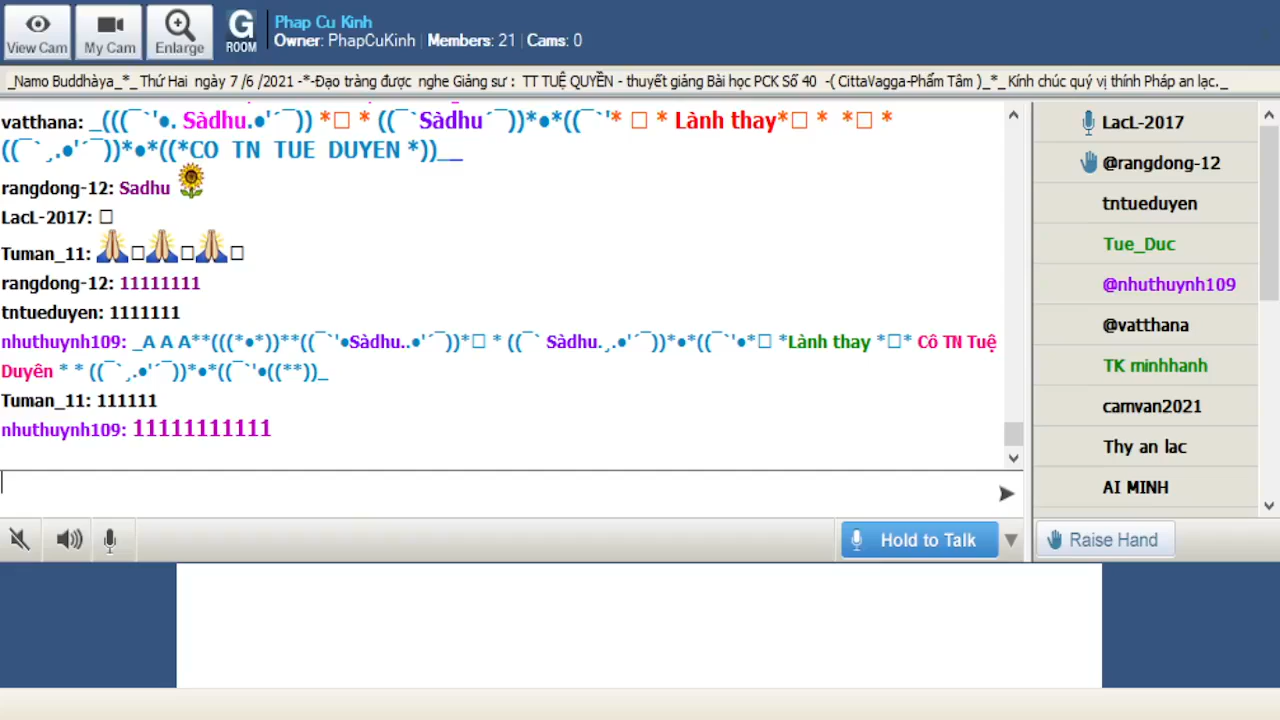 Phap Cu Kinh
Owner: PhapCuKinh Members: 21 Cams: 0
View Cam My Cam Enlarge G ROOM
_Namo Buddhàya_*_ Thứ Hai ngày 7 /6 /2021 -*-Đạo tràng được nghe Giảng sư : TT TUỆ QUYỀN - thuyết giảng Bài học PCK Số 40 -( CittaVagga-Phẩm Tâm )_*_ Kính chúc quý vị thính Pháp an lạc._
vatthana: _(((¯`'•. Sàdhu.•'´¯)) *□ * ((¯`Sàdhu´¯))*•*((¯`'* □ * Lành thay*□ * *□ *
((¯`¸.•'´¯))*•*((*CO TN TUE DUYEN *))__
rangdong-12: Sadhu 🌻
LacL-2017: □
Tuman_11: 🙏□🙏□🙏□
rangdong-12: 11111111
tntueduyen: 1111111
nhuthuynh109: _A A A**(((*•*))**((¯`'•Sàdhu..•'´¯))*□ * ((¯` Sàdhu.¸.•'´¯))*•*((¯`'•*□ *Lành thay *□* Cô TN Tuệ
Duyên * * ((¯`¸.•'´¯))*•*((¯`'•((**))_
Tuman_11: 111111
nhuthuynh109: 11111111111
LacL-2017
@rangdong-12
tntueduyen
Tue_Duc
@nhuthuynh109
@vatthana
TK minhhanh
camvan2021
Thy an lac
AI MINH
Hold to Talk
Raise Hand